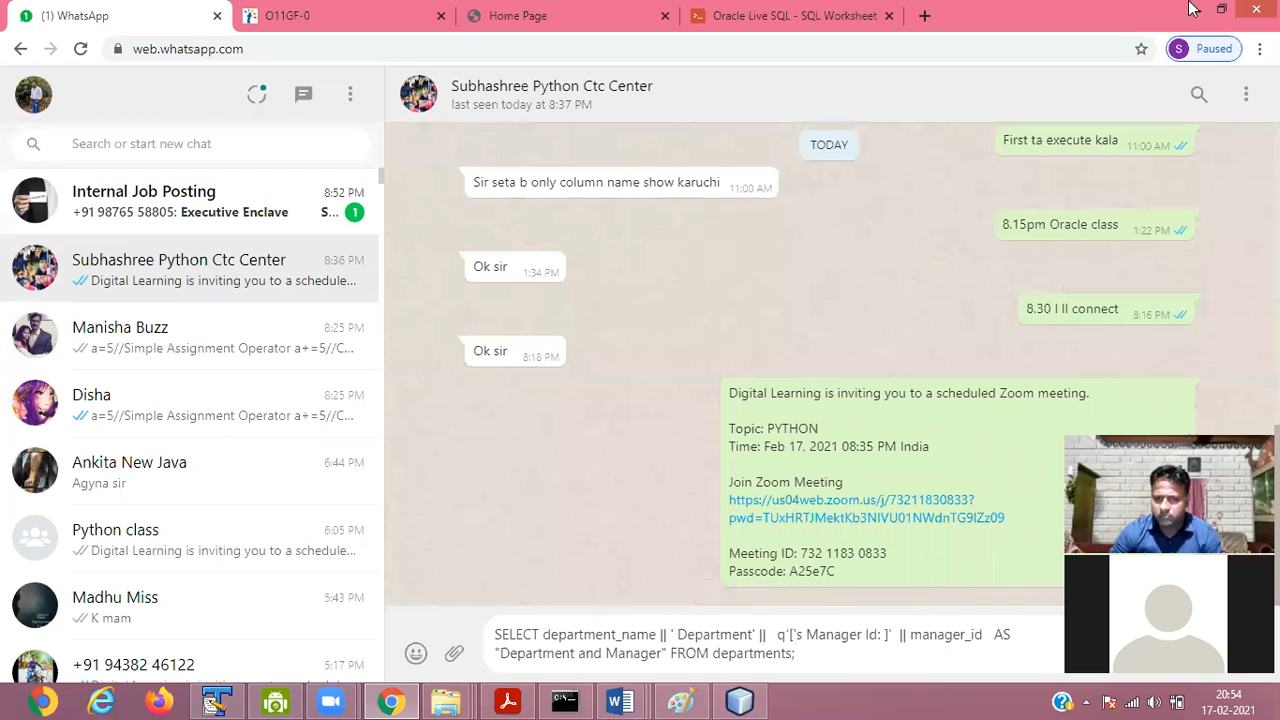 (1) WhatsApp
O11GF-0
Home Page
Oracle Live SQL - SQL Worksheet
web.whatsapp.com
S
Paused
Subhashree Python Ctc Center
last seen today at 8:37 PM
Search or start new chat
Internal Job Posting
8:52 PM
+91 98765 58805: Executive Enclave S...
1
Subhashree Python Ctc Center
8:36 PM
Digital Learning is inviting you to a schedule...
Manisha Buzz
8:25 PM
a=5//Simple Assignment Operator a+=5//C...
Disha
8:25 PM
a=5//Simple Assignment Operator a+=5//C...
Ankita New Java
6:44 PM
Agyna sir
Python class
6:05 PM
Digital Learning is inviting you to a schedule...
Madhu Miss
5:43 PM
K mam
+91 94382 46122
5:17 PM
TODAY
First ta execute kala
11:00 AM
Sir seta b only column name show karuchi
11:00 AM
8.15pm Oracle class
1:22 PM
Ok sir
1:34 PM
8.30 I ll connect
8:16 PM
Ok sir
8:18 PM
Digital Learning is inviting you to a scheduled Zoom meeting.
Topic: PYTHON
Time: Feb 17, 2021 08:35 PM India
Join Zoom Meeting
https://us04web.zoom.us/j/73211830833?
pwd=TUxHRTJMektKb3NIVU01NWdnTG9IZz09
Meeting ID: 732 1183 0833
Passcode: A25e7C
SELECT department_name || ' Department' || q'['s Manager Id: ]' || manager_id AS
"Department and Manager" FROM departments;
20:54
17-02-2021